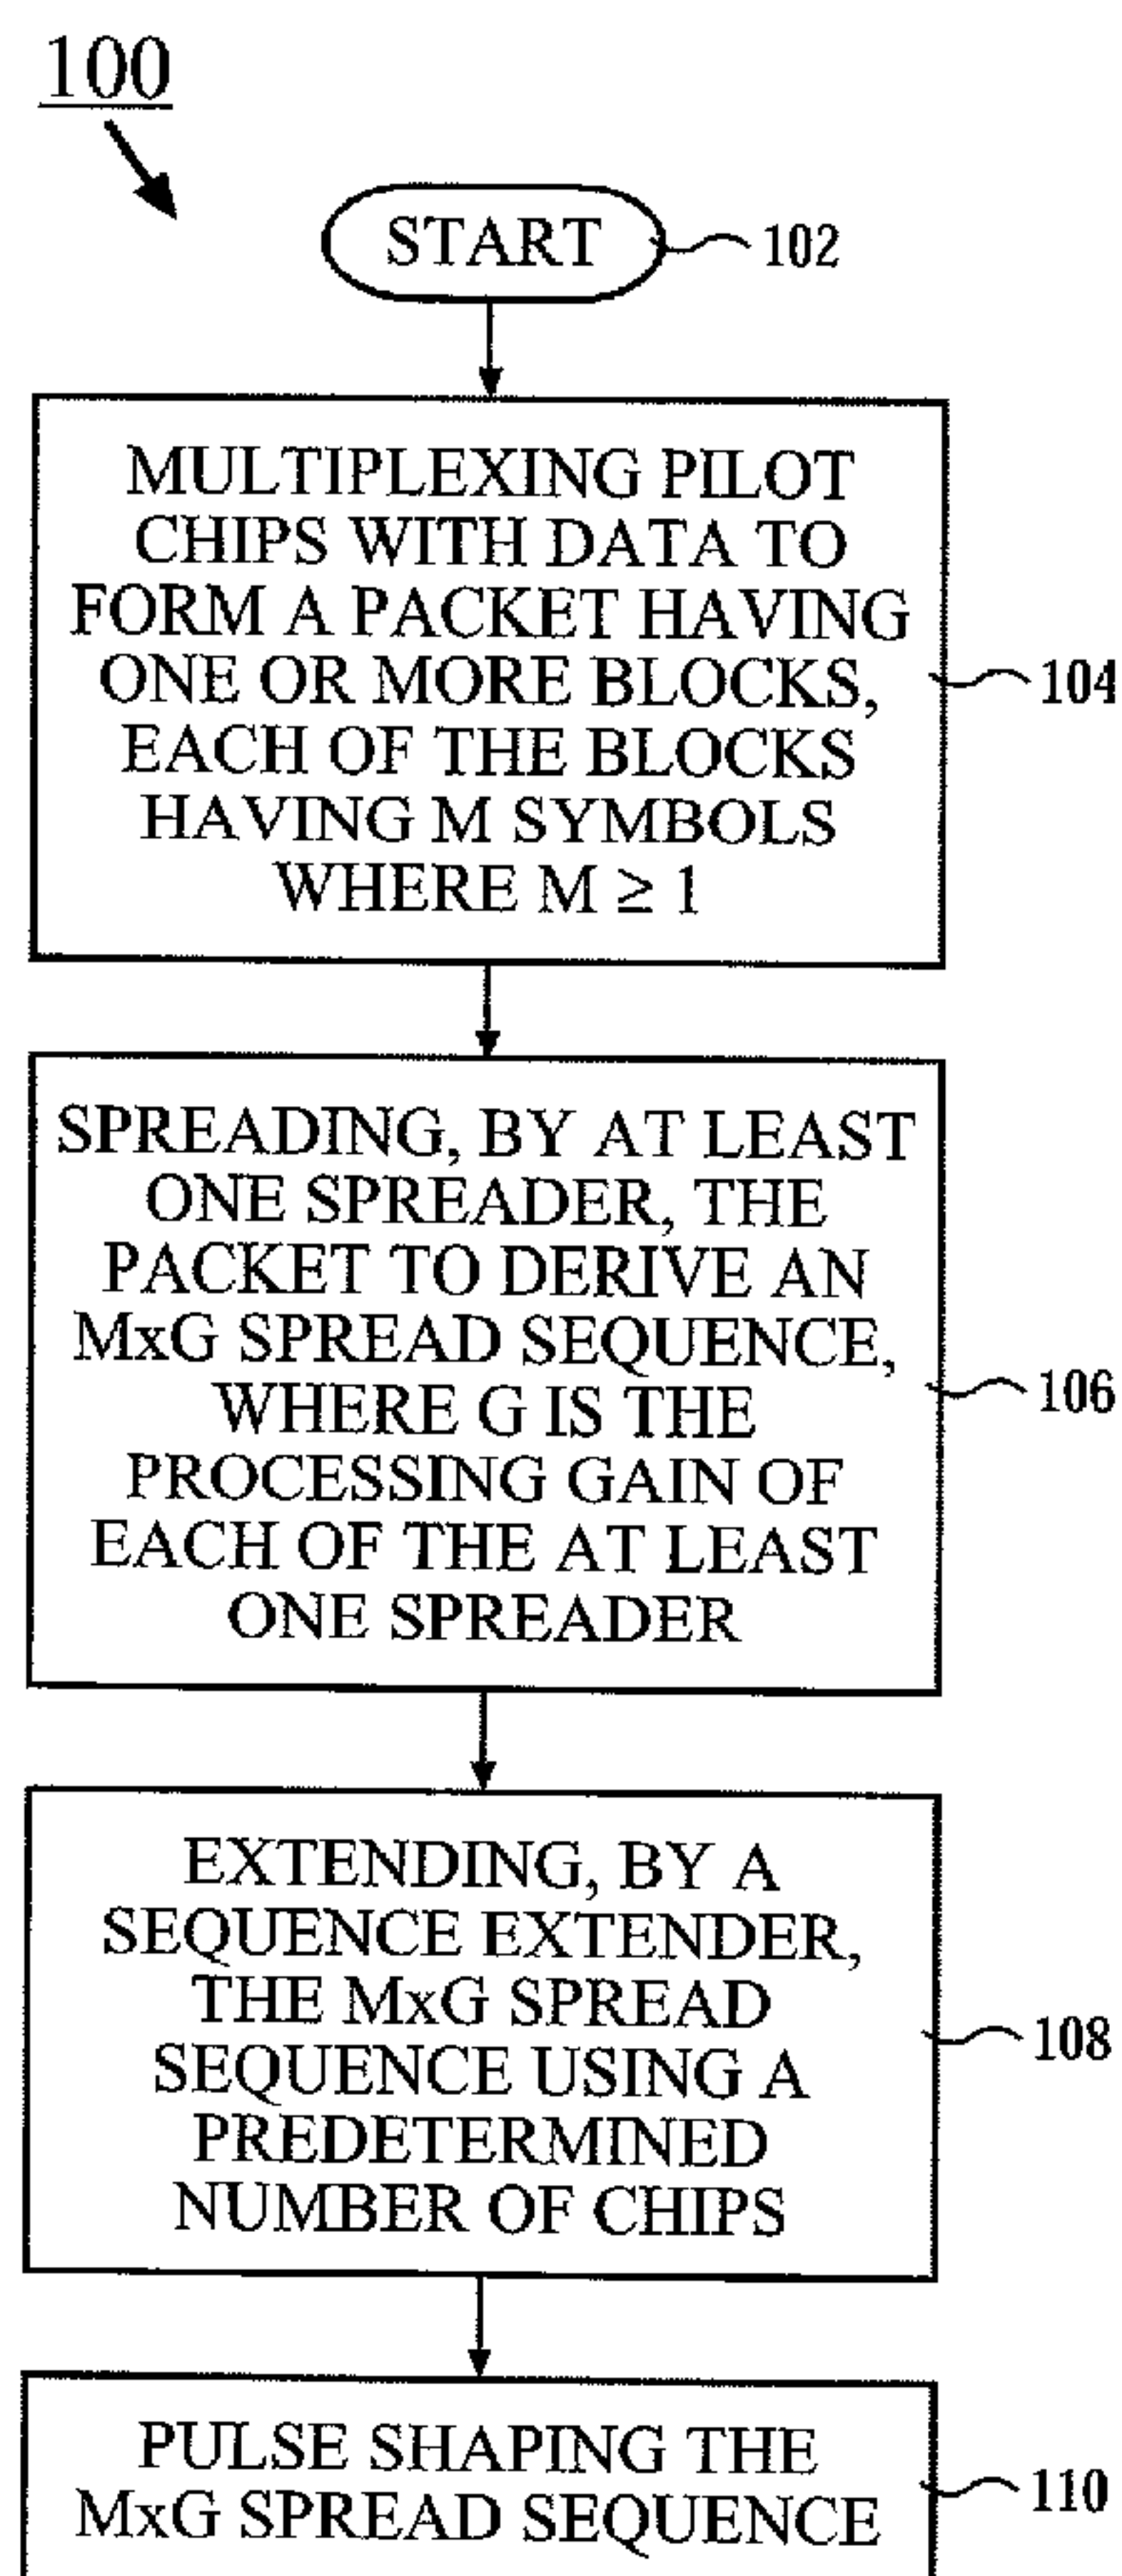 100
START
102
MULTIPLEXING PILOT
CHIPS WITH DATA TO
FORM A PACKET HAVING
ONE OR MORE BLOCKS,
EACH OF THE BLOCKS
HAVING M SYMBOLS
WHERE M ≥ 1
104
SPREADING, BY AT LEAST
ONE SPREADER, THE
PACKET TO DERIVE AN
MxG SPREAD SEQUENCE,
WHERE G IS THE
PROCESSING GAIN OF
EACH OF THE AT LEAST
ONE SPREADER
106
EXTENDING, BY A
SEQUENCE EXTENDER,
THE MxG SPREAD
SEQUENCE USING A
PREDETERMINED
NUMBER OF CHIPS
108
PULSE SHAPING THE
MxG SPREAD SEQUENCE
110